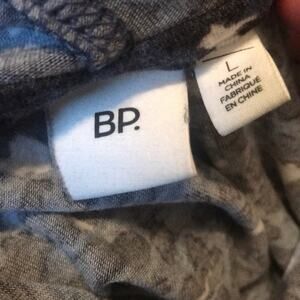 BP.
L
MADE IN
CHINA
FABRIQUÉ
EN CHINE